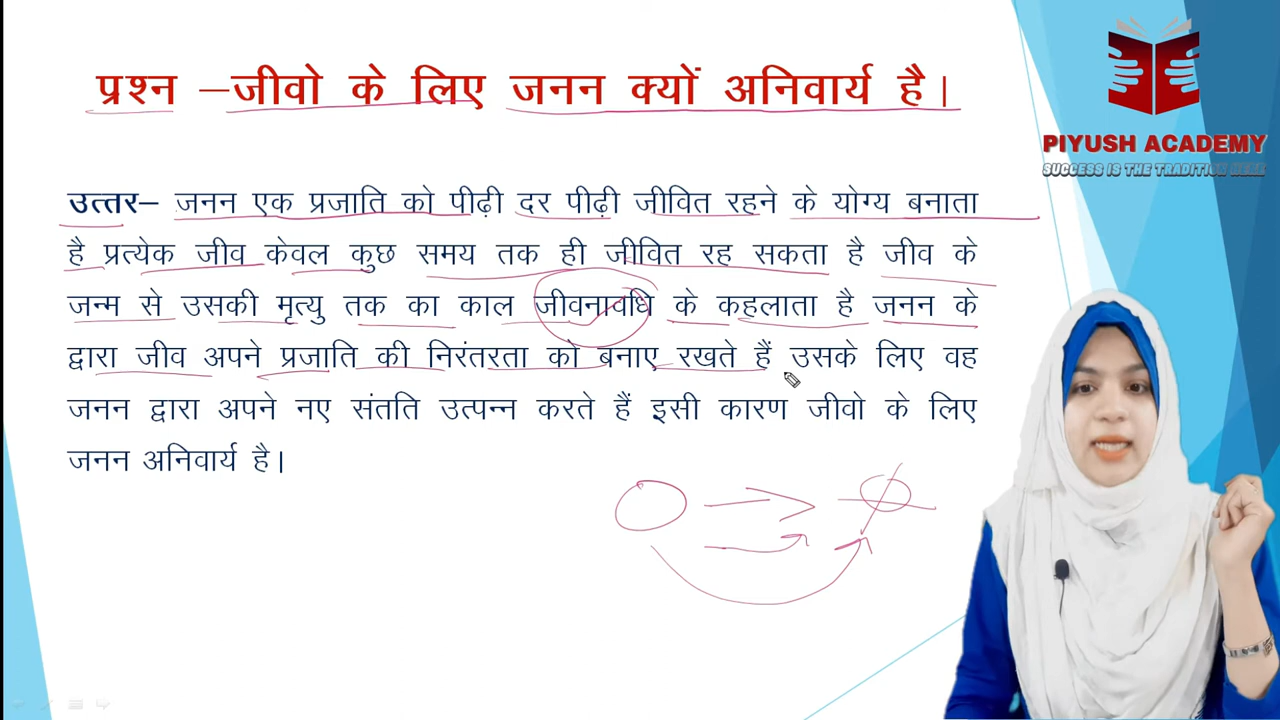 प्रश्न –जीवो के लिए जनन क्यों अनिवार्य है।
PIYUSH ACADEMY
SUCCESS IS THE TRADITION HERE
उत्तर– जनन एक प्रजाति को पीढ़ी दर पीढ़ी जीवित रहने के योग्य बनाता
है प्रत्येक जीव केवल कुछ समय तक ही जीवित रह सकता है जीव के
जन्म से उसकी मृत्यु तक का काल जीवनावधि के कहलाता है जनन के
द्वारा जीव अपने प्रजाति की निरंतरता को बनाए रखते हैं उसके लिए वह
जनन द्वारा अपने नए संतति उत्पन्न करते हैं इसी कारण जीवो के लिए
जनन अनिवार्य है।